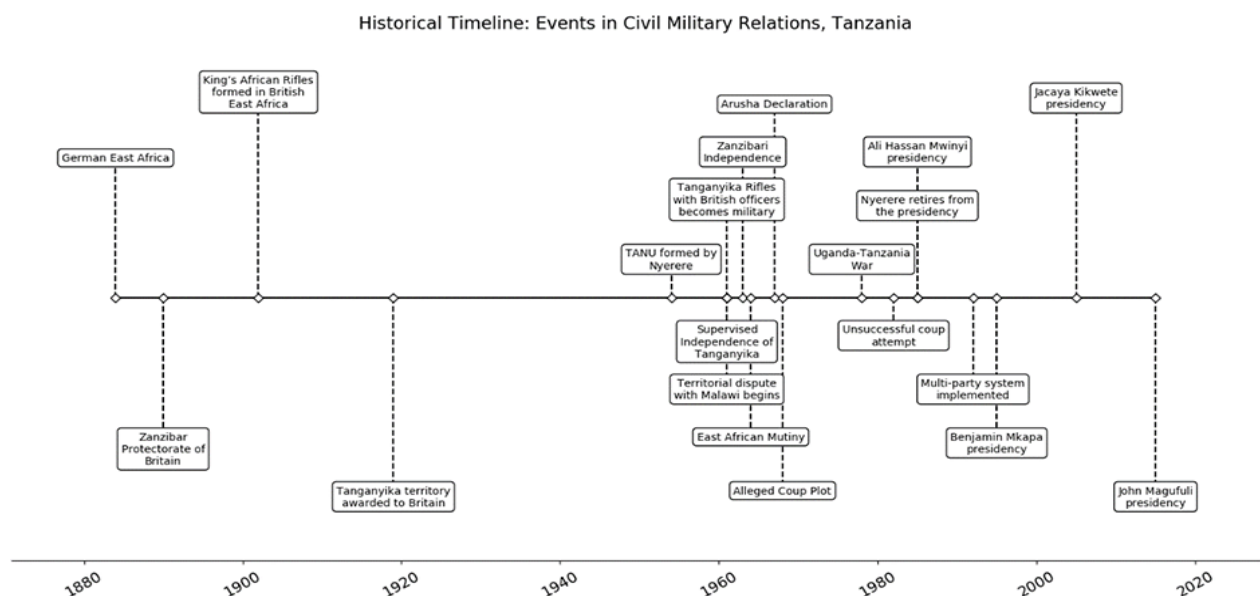 Historical Timeline: Events in Civil Military Relations, Tanzania
King's African Rifles
formed in British
East Africa
Jacaya Kikwete
presidency
Arusha Declaration
German East Africa
Zanzibari
Independence
Ali Hassan Mwinyi
presidency
Tanganyika Rifles
with British officers
becomes military
Nyerere retires from
the presidency
TANU formed by
Nyerere
Uganda-Tanzania
War
Supervised
Independence of
Tanganyika
Unsuccessful coup
attempt
Territorial dispute
with Malawi begins
Multi-party system
implemented
Zanzibar
Protectorate of
Britain
East African Mutiny
Benjamin Mkapa
presidency
Tanganyika territory
awarded to Britain
Alleged Coup Plot
John Magufuli
presidency
1880
1900
1920
1940
1960
1980
2000
2020